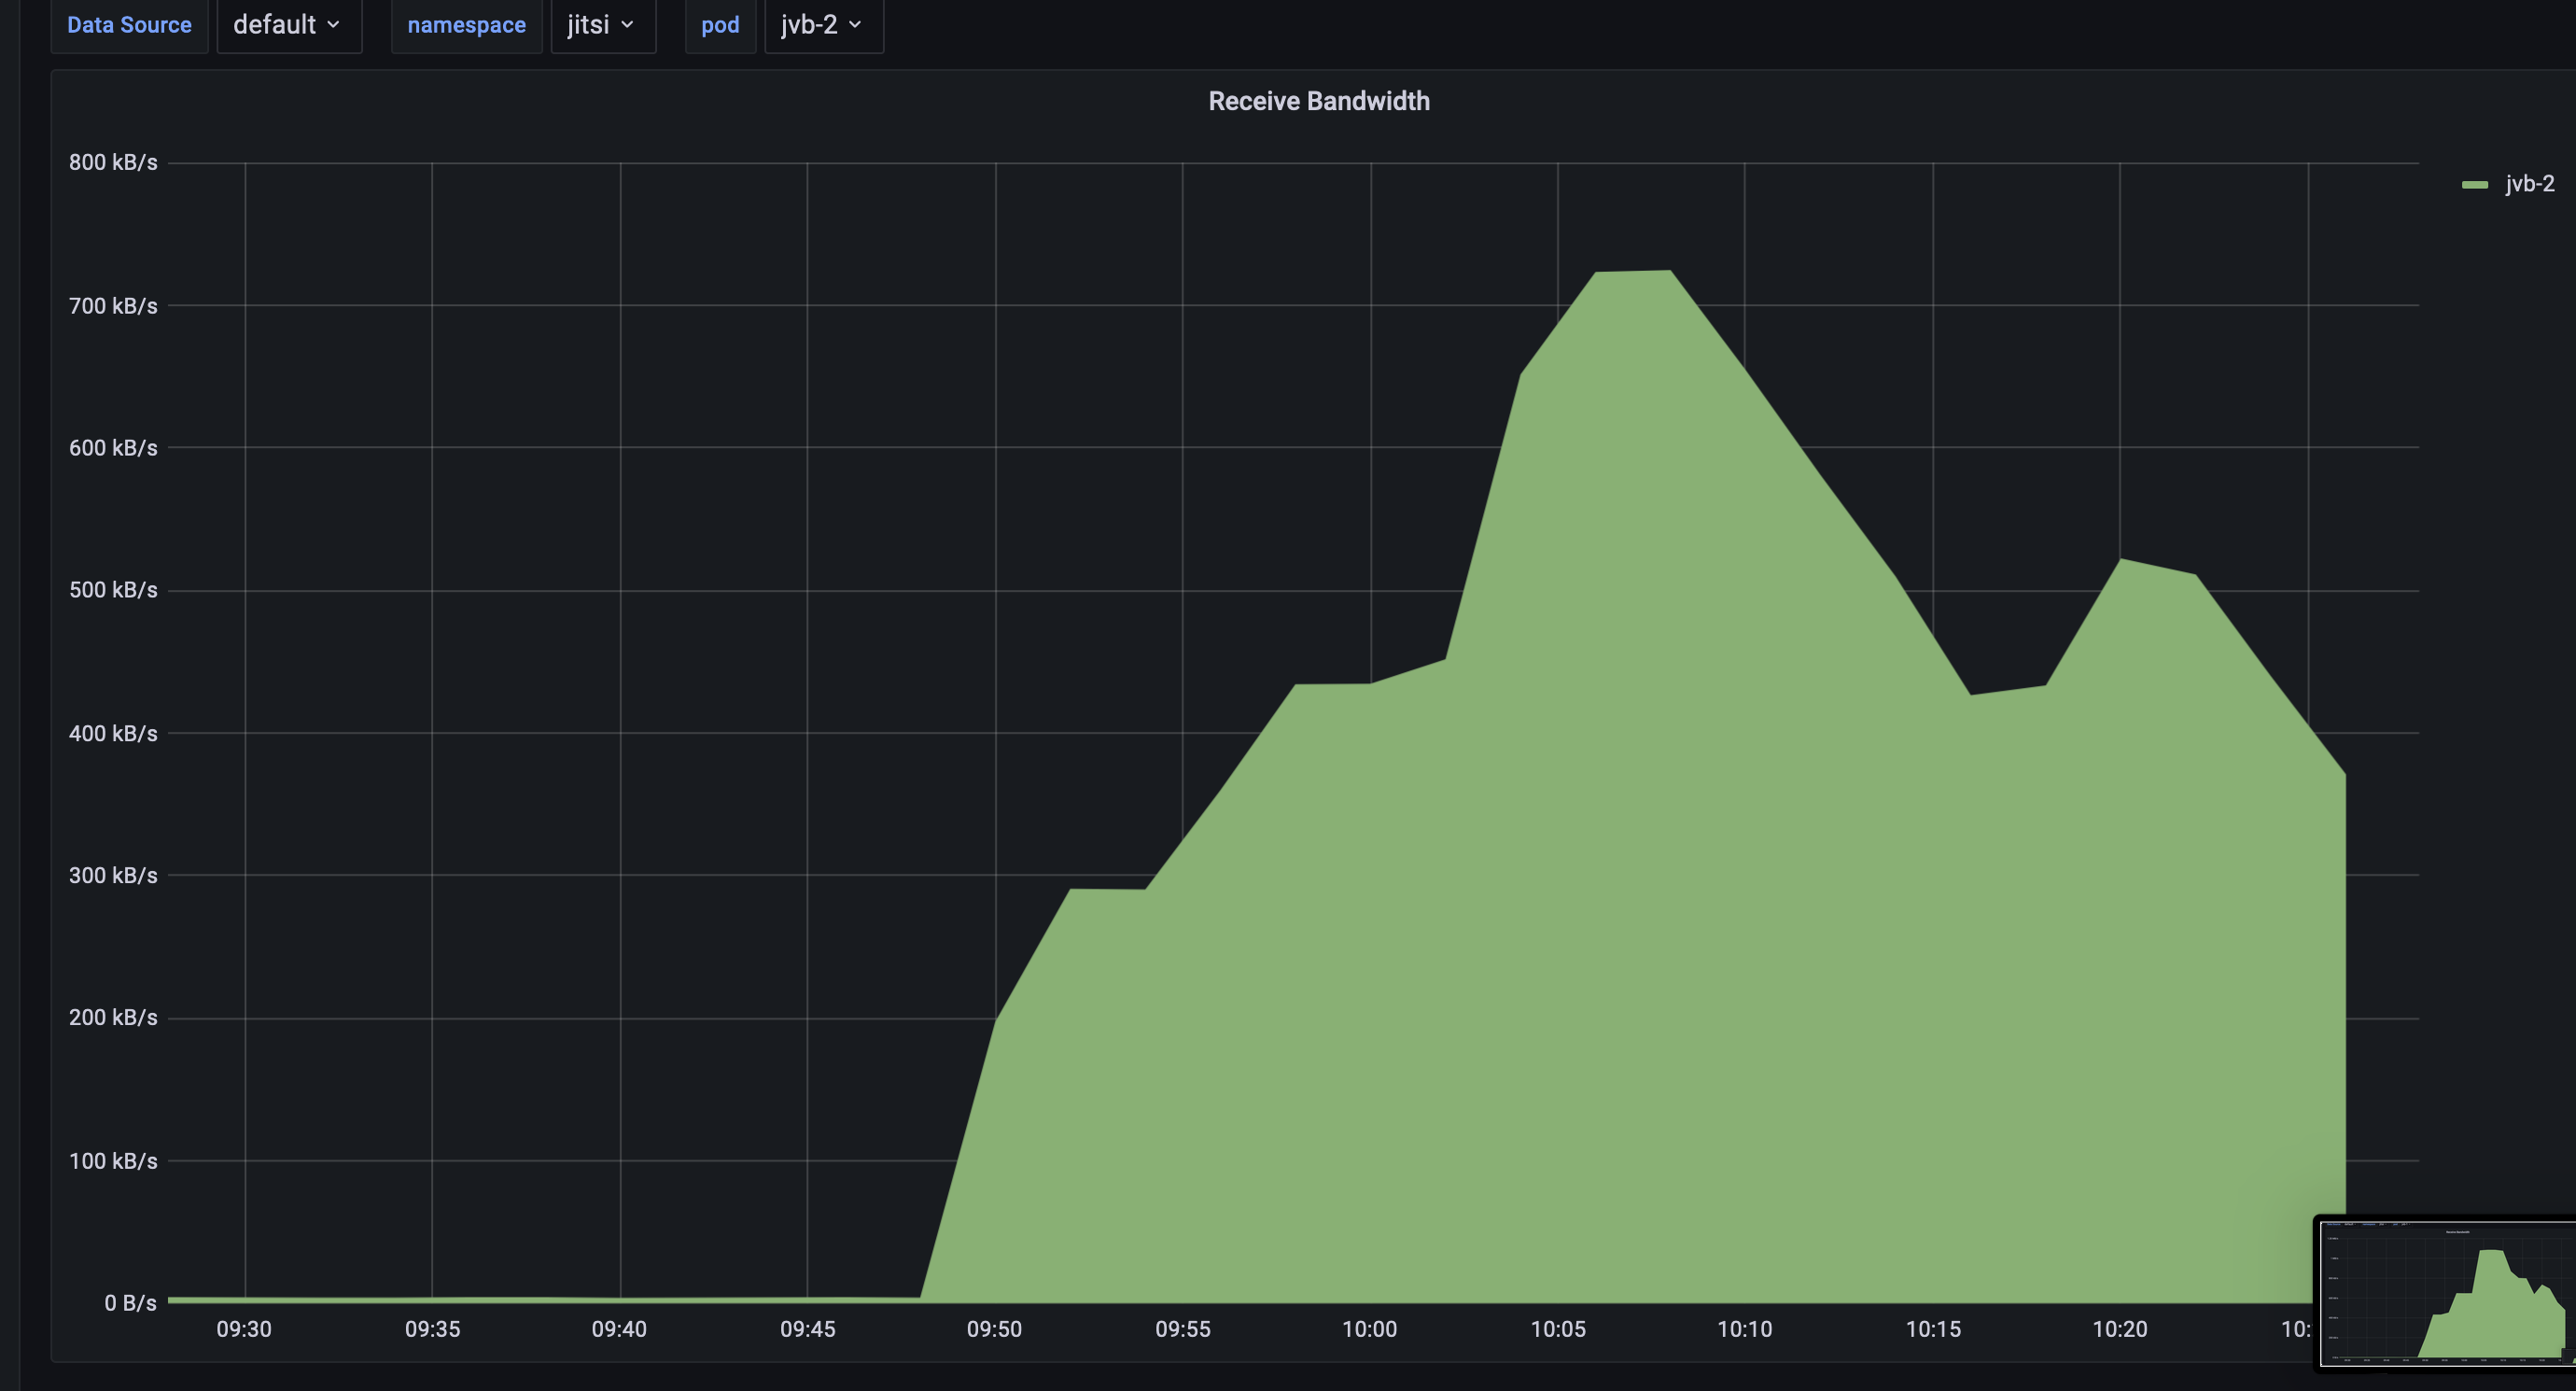 Data Source default namespace jitsi pod jvb-2
Receive Bandwidth
800 kB/s
jvb-2
700 kB/s
600 kB/s
500 kB/s
400 kB/s
300 kB/s
200 kB/s
100 kB/s
0 B/s
09:30 09:35 09:40 09:45 09:50 09:55 10:00 10:05 10:10 10:15 10:20 10: